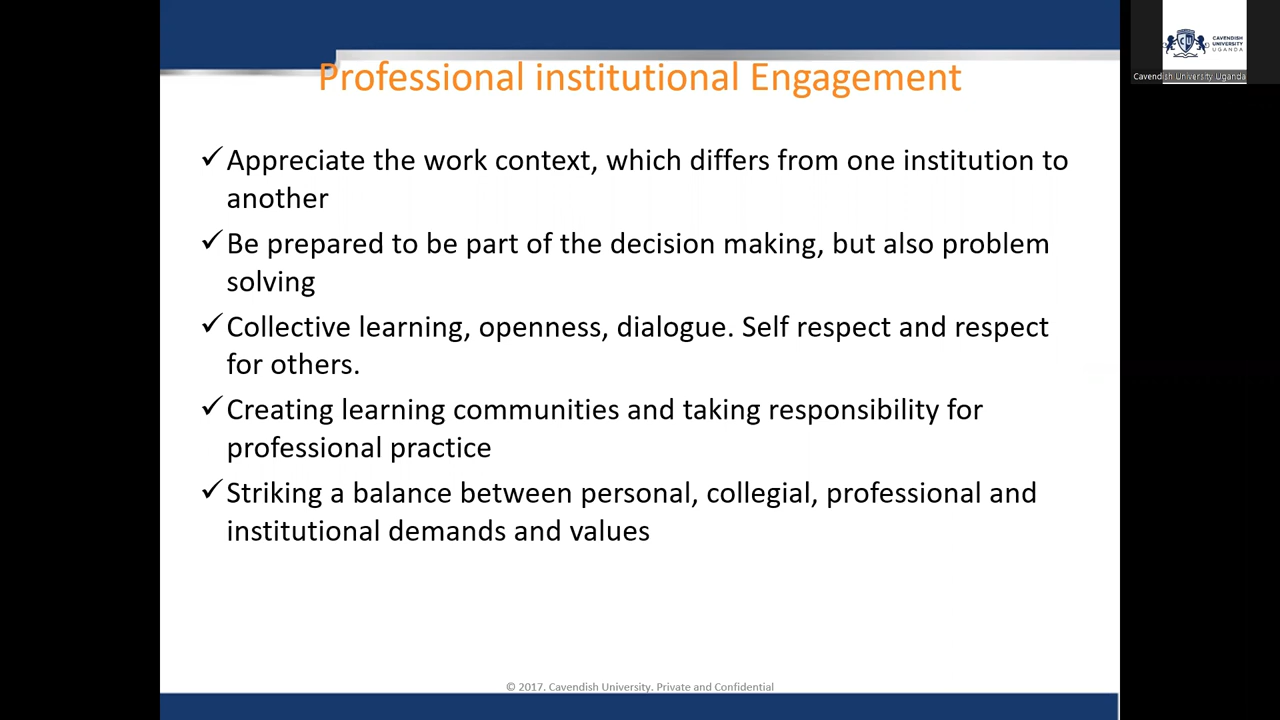 Professional institutional Engagement
✓Appreciate the work context, which differs from one institution to
another
✓Be prepared to be part of the decision making, but also problem
solving
✓Collective learning, openness, dialogue. Self respect and respect
for others.
✓Creating learning communities and taking responsibility for
professional practice
✓Striking a balance between personal, collegial, professional and
institutional demands and values
© 2017. Cavendish University. Private and Confidential
CU
CAVENDISH
UNIVERSITY
UGANDA
Cavendish University Uganda